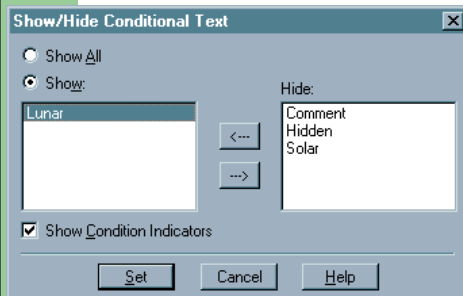 Show/Hide Conditional Text
Show All
Show:
Hide:
Lunar
Comment
Hidden
Solar
<---
--->
Show Condition Indicators
Set
Cancel
Help